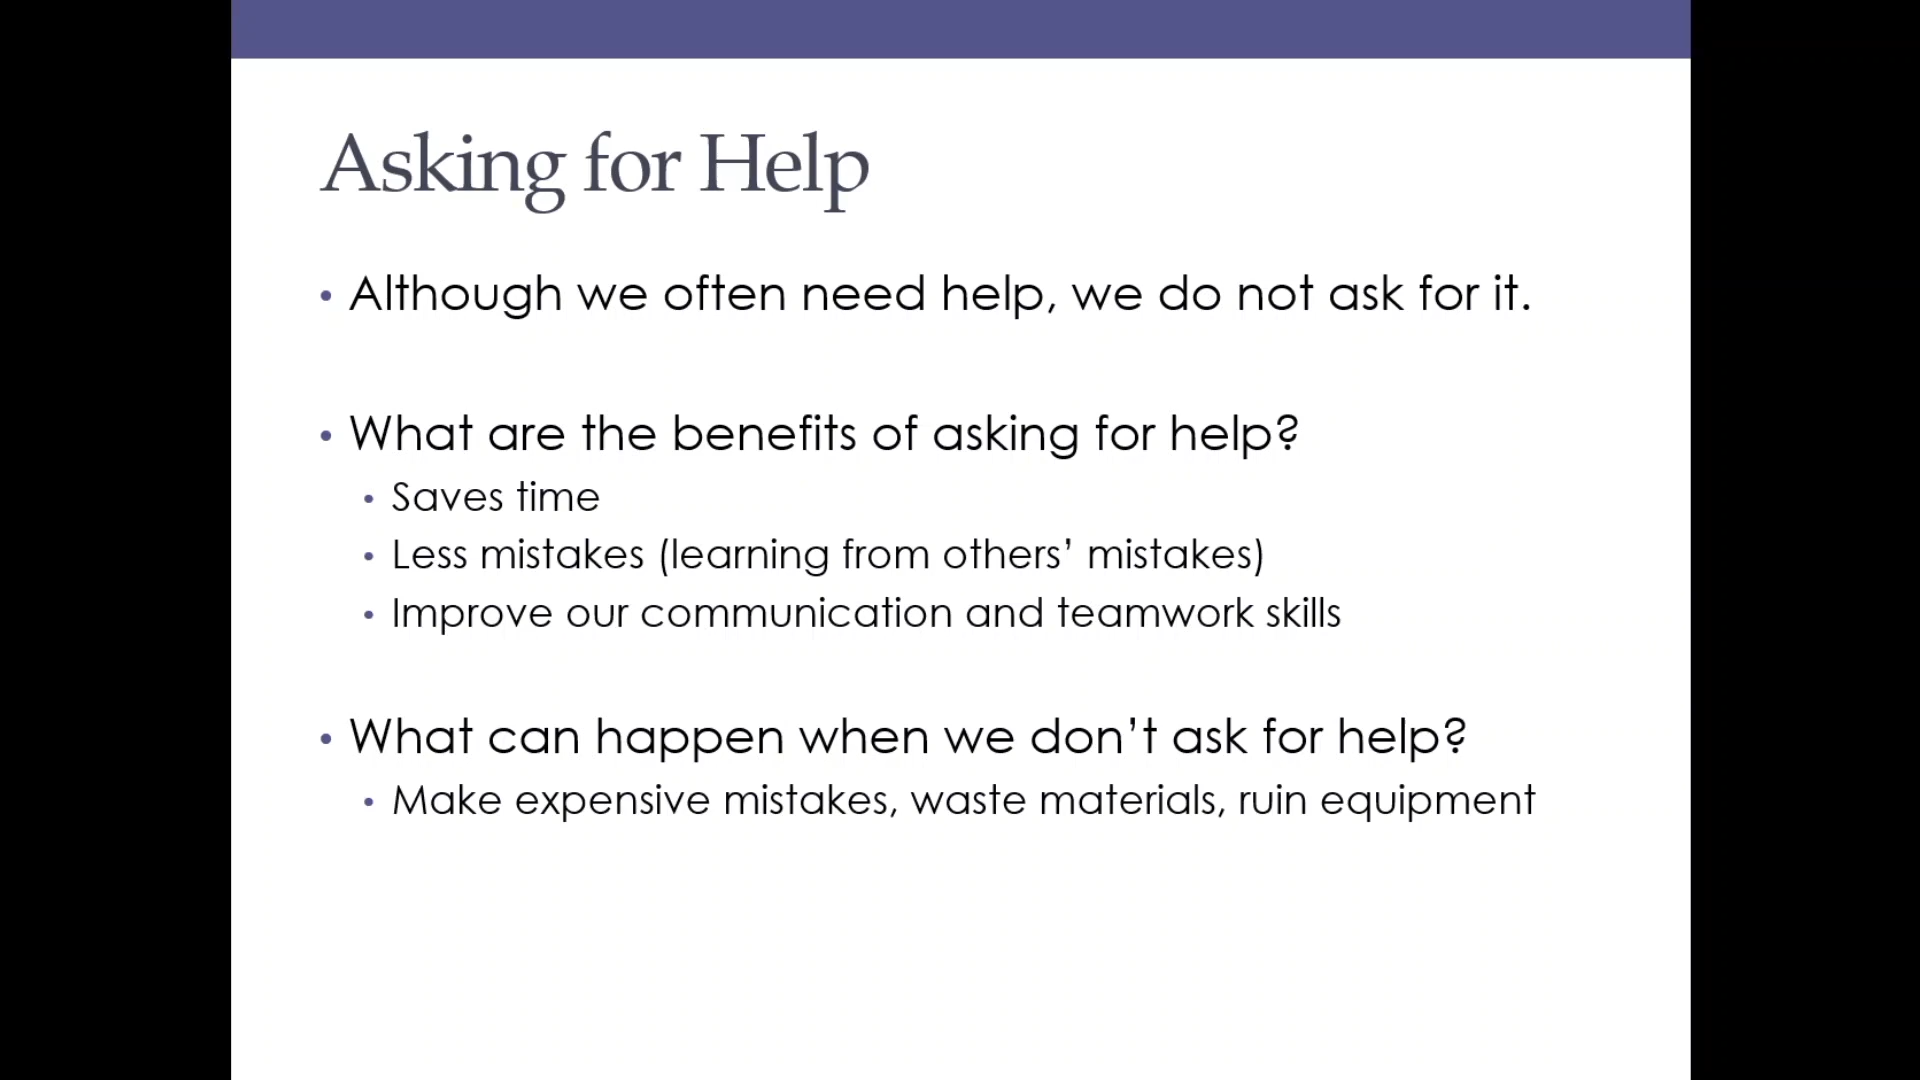 Asking for Help
• Although we often need help, we do not ask for it.
• What are the benefits of asking for help?
• Saves time
• Less mistakes (learning from others’ mistakes)
• Improve our communication and teamwork skills
• What can happen when we don’t ask for help?
• Make expensive mistakes, waste materials, ruin equipment